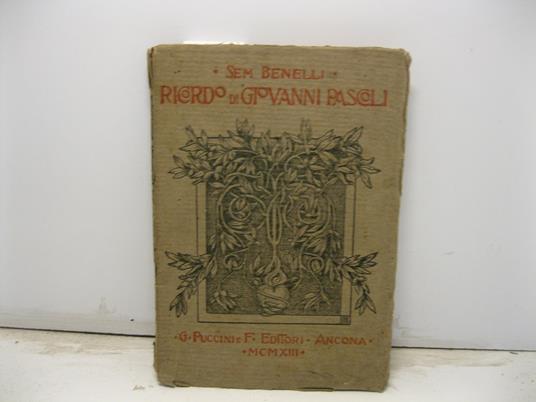 · SEM BENELLI ·
RICORDO DI GIOVANNI PASCOLI
· G· PUCCINI E F· EDITORI · ANCONA ·
· MCMXIII ·